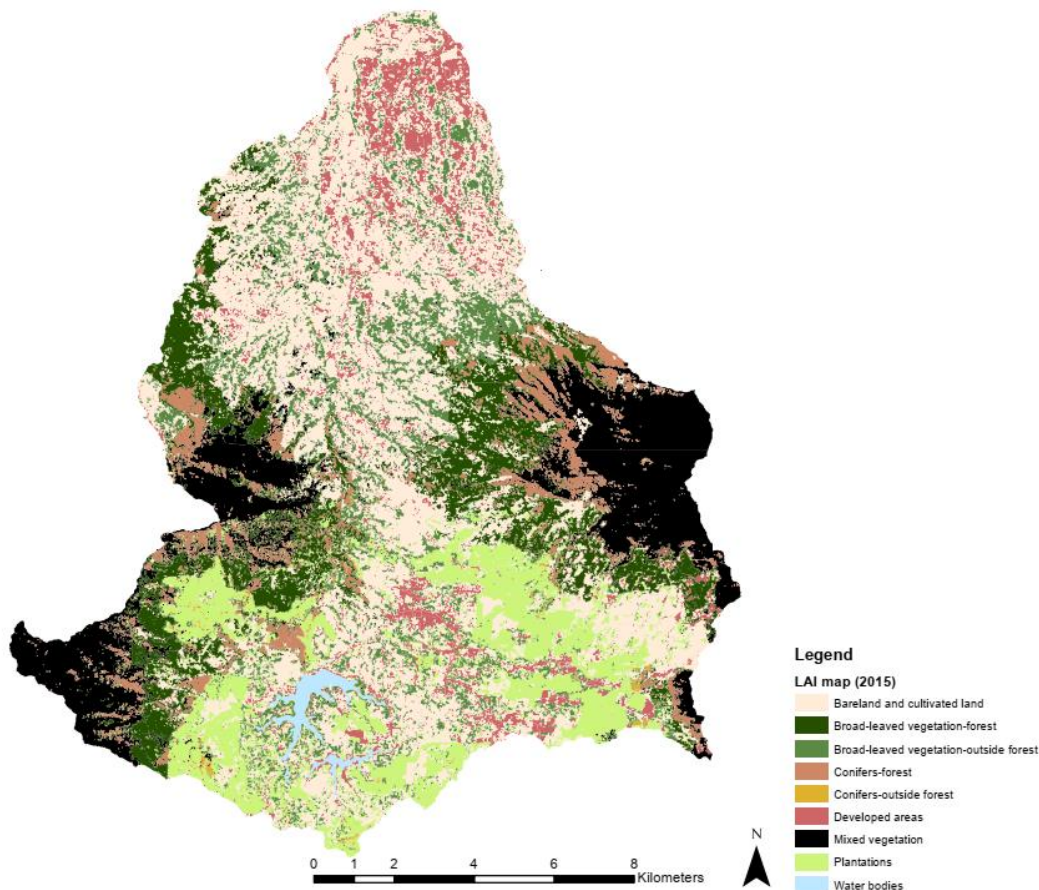 Legend
LAI map (2015)
Bareland and cultivated land
Broad-leaved vegetation-forest
Broad-leaved vegetation-outside forest
Conifers-forest
Conifers-outside forest
Developed areas
Mixed vegetation
Plantations
Water bodies
N
0 1 2 4 6 8
Kilometers